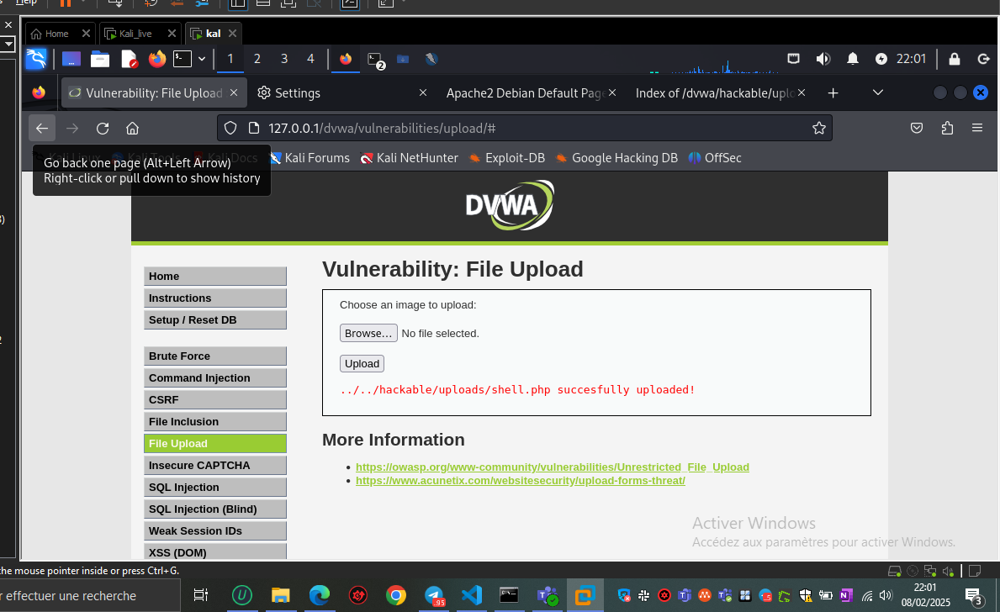 Help
Home
Kali_live
kal
1 2 3 4
2
22:01
Vulnerability: File Upload
Settings
Apache2 Debian Default Page
Index of /dvwa/hackable/uplo
127.0.0.1/dvwa/vulnerabilities/upload/#
Kali Forums
Kali NetHunter
Exploit-DB
Google Hacking DB
OffSec
Go back one page (Alt+Left Arrow)
Right-click or pull down to show history
DVWA
Home
Instructions
Setup / Reset DB
Brute Force
Command Injection
CSRF
File Inclusion
File Upload
Insecure CAPTCHA
SQL Injection
SQL Injection (Blind)
Weak Session IDs
XSS (DOM)
Vulnerability: File Upload
Choose an image to upload:
Browse... No file selected.
Upload
../../hackable/uploads/shell.php succesfully uploaded!
More Information
https://owasp.org/www-community/vulnerabilities/Unrestricted_File_Upload
https://www.acunetix.com/websitesecurity/upload-forms-threat/
Activer Windows
Accédez aux paramètres pour activer Windows.
the mouse pointer inside or press Ctrl+G.
r effectuer une recherche
95
22:01
08/02/2025
3